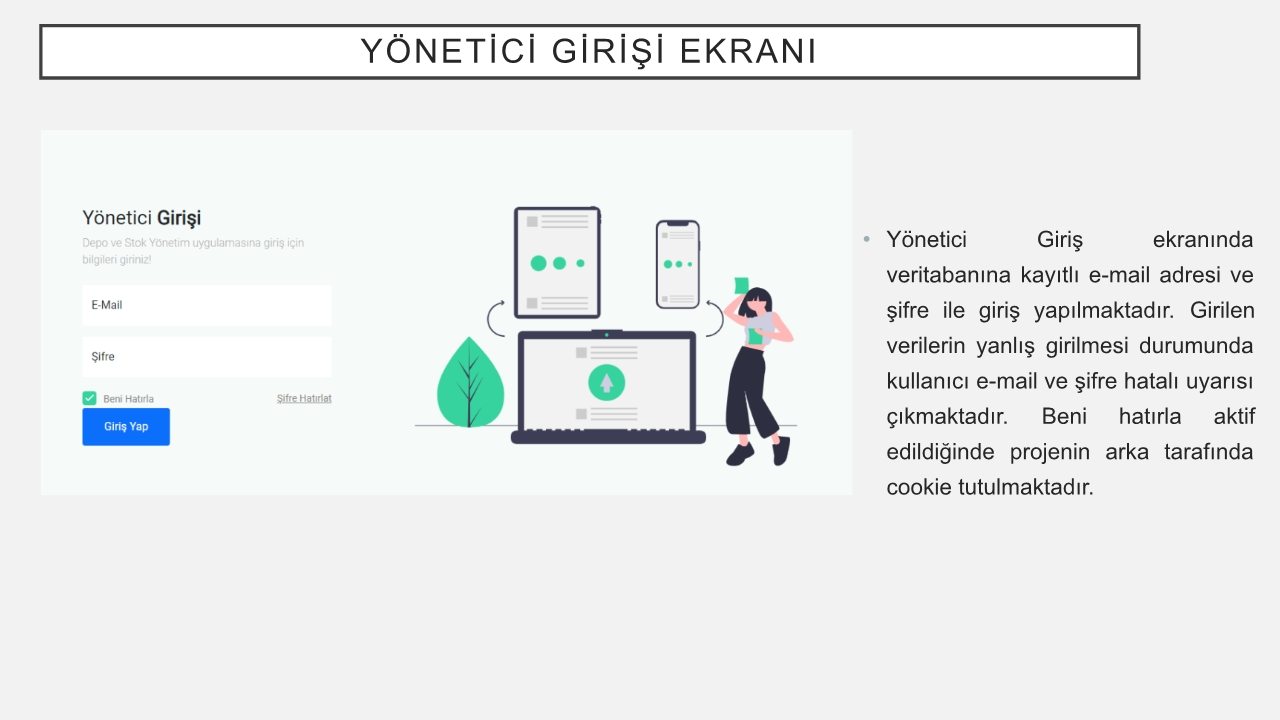 YÖNETİCİ GİRİŞİ EKRANI
Yönetici Girişi
Depo ve Stok Yönetim uygulamasına giriş için
bilgileri giriniz!
E-Mail
Şifre
Beni Hatırla
Şifre Hatırlat
Giriş Yap
• Yönetici Giriş ekranında
veritabanına kayıtlı e-mail adresi ve
şifre ile giriş yapılmaktadır. Girilen
verilerin yanlış girilmesi durumunda
kullanıcı e-mail ve şifre hatalı uyarısı
çıkmaktadır. Beni hatırla aktif
edildiğinde projenin arka tarafında
cookie tutulmaktadır.